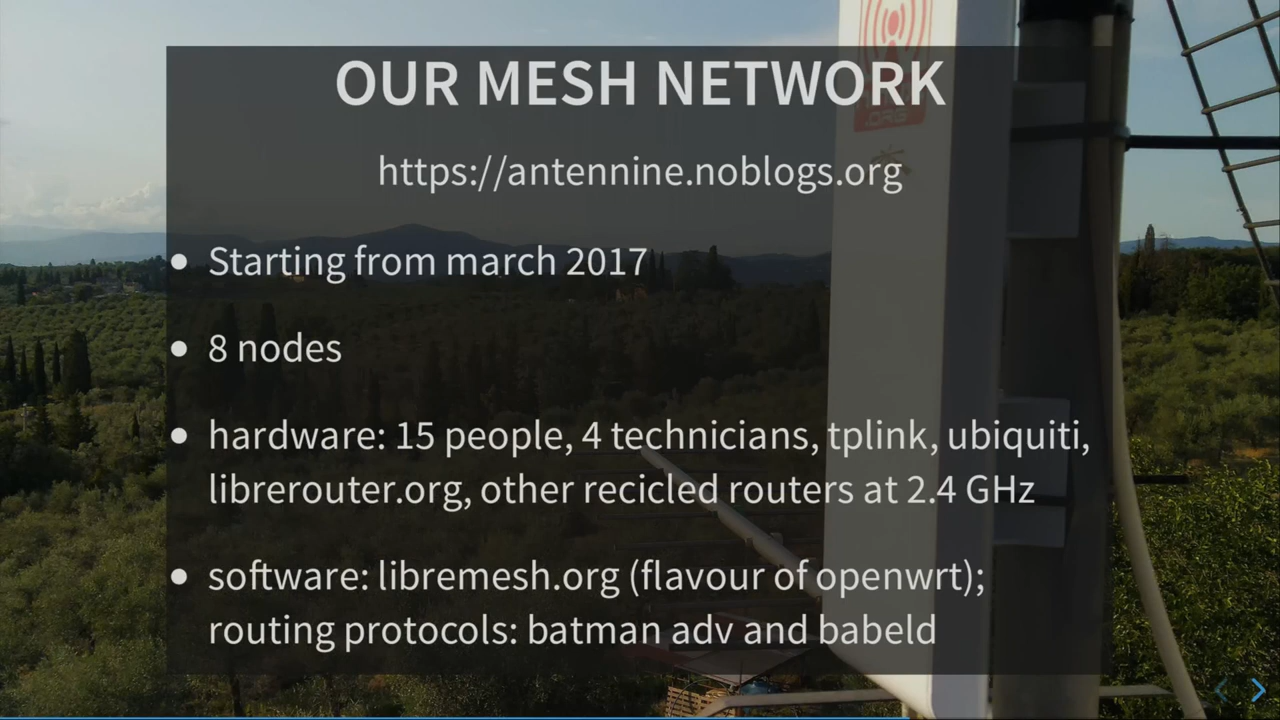 OUR MESH NETWORK
https://antennine.noblogs.org
• Starting from march 2017
• 8 nodes
• hardware: 15 people, 4 technicians, tplink, ubiquiti,
librerouter.org, other recicled routers at 2.4 GHz
• software: libremesh.org (flavour of openwrt);
routing protocols: batman adv and babeld
.ORG